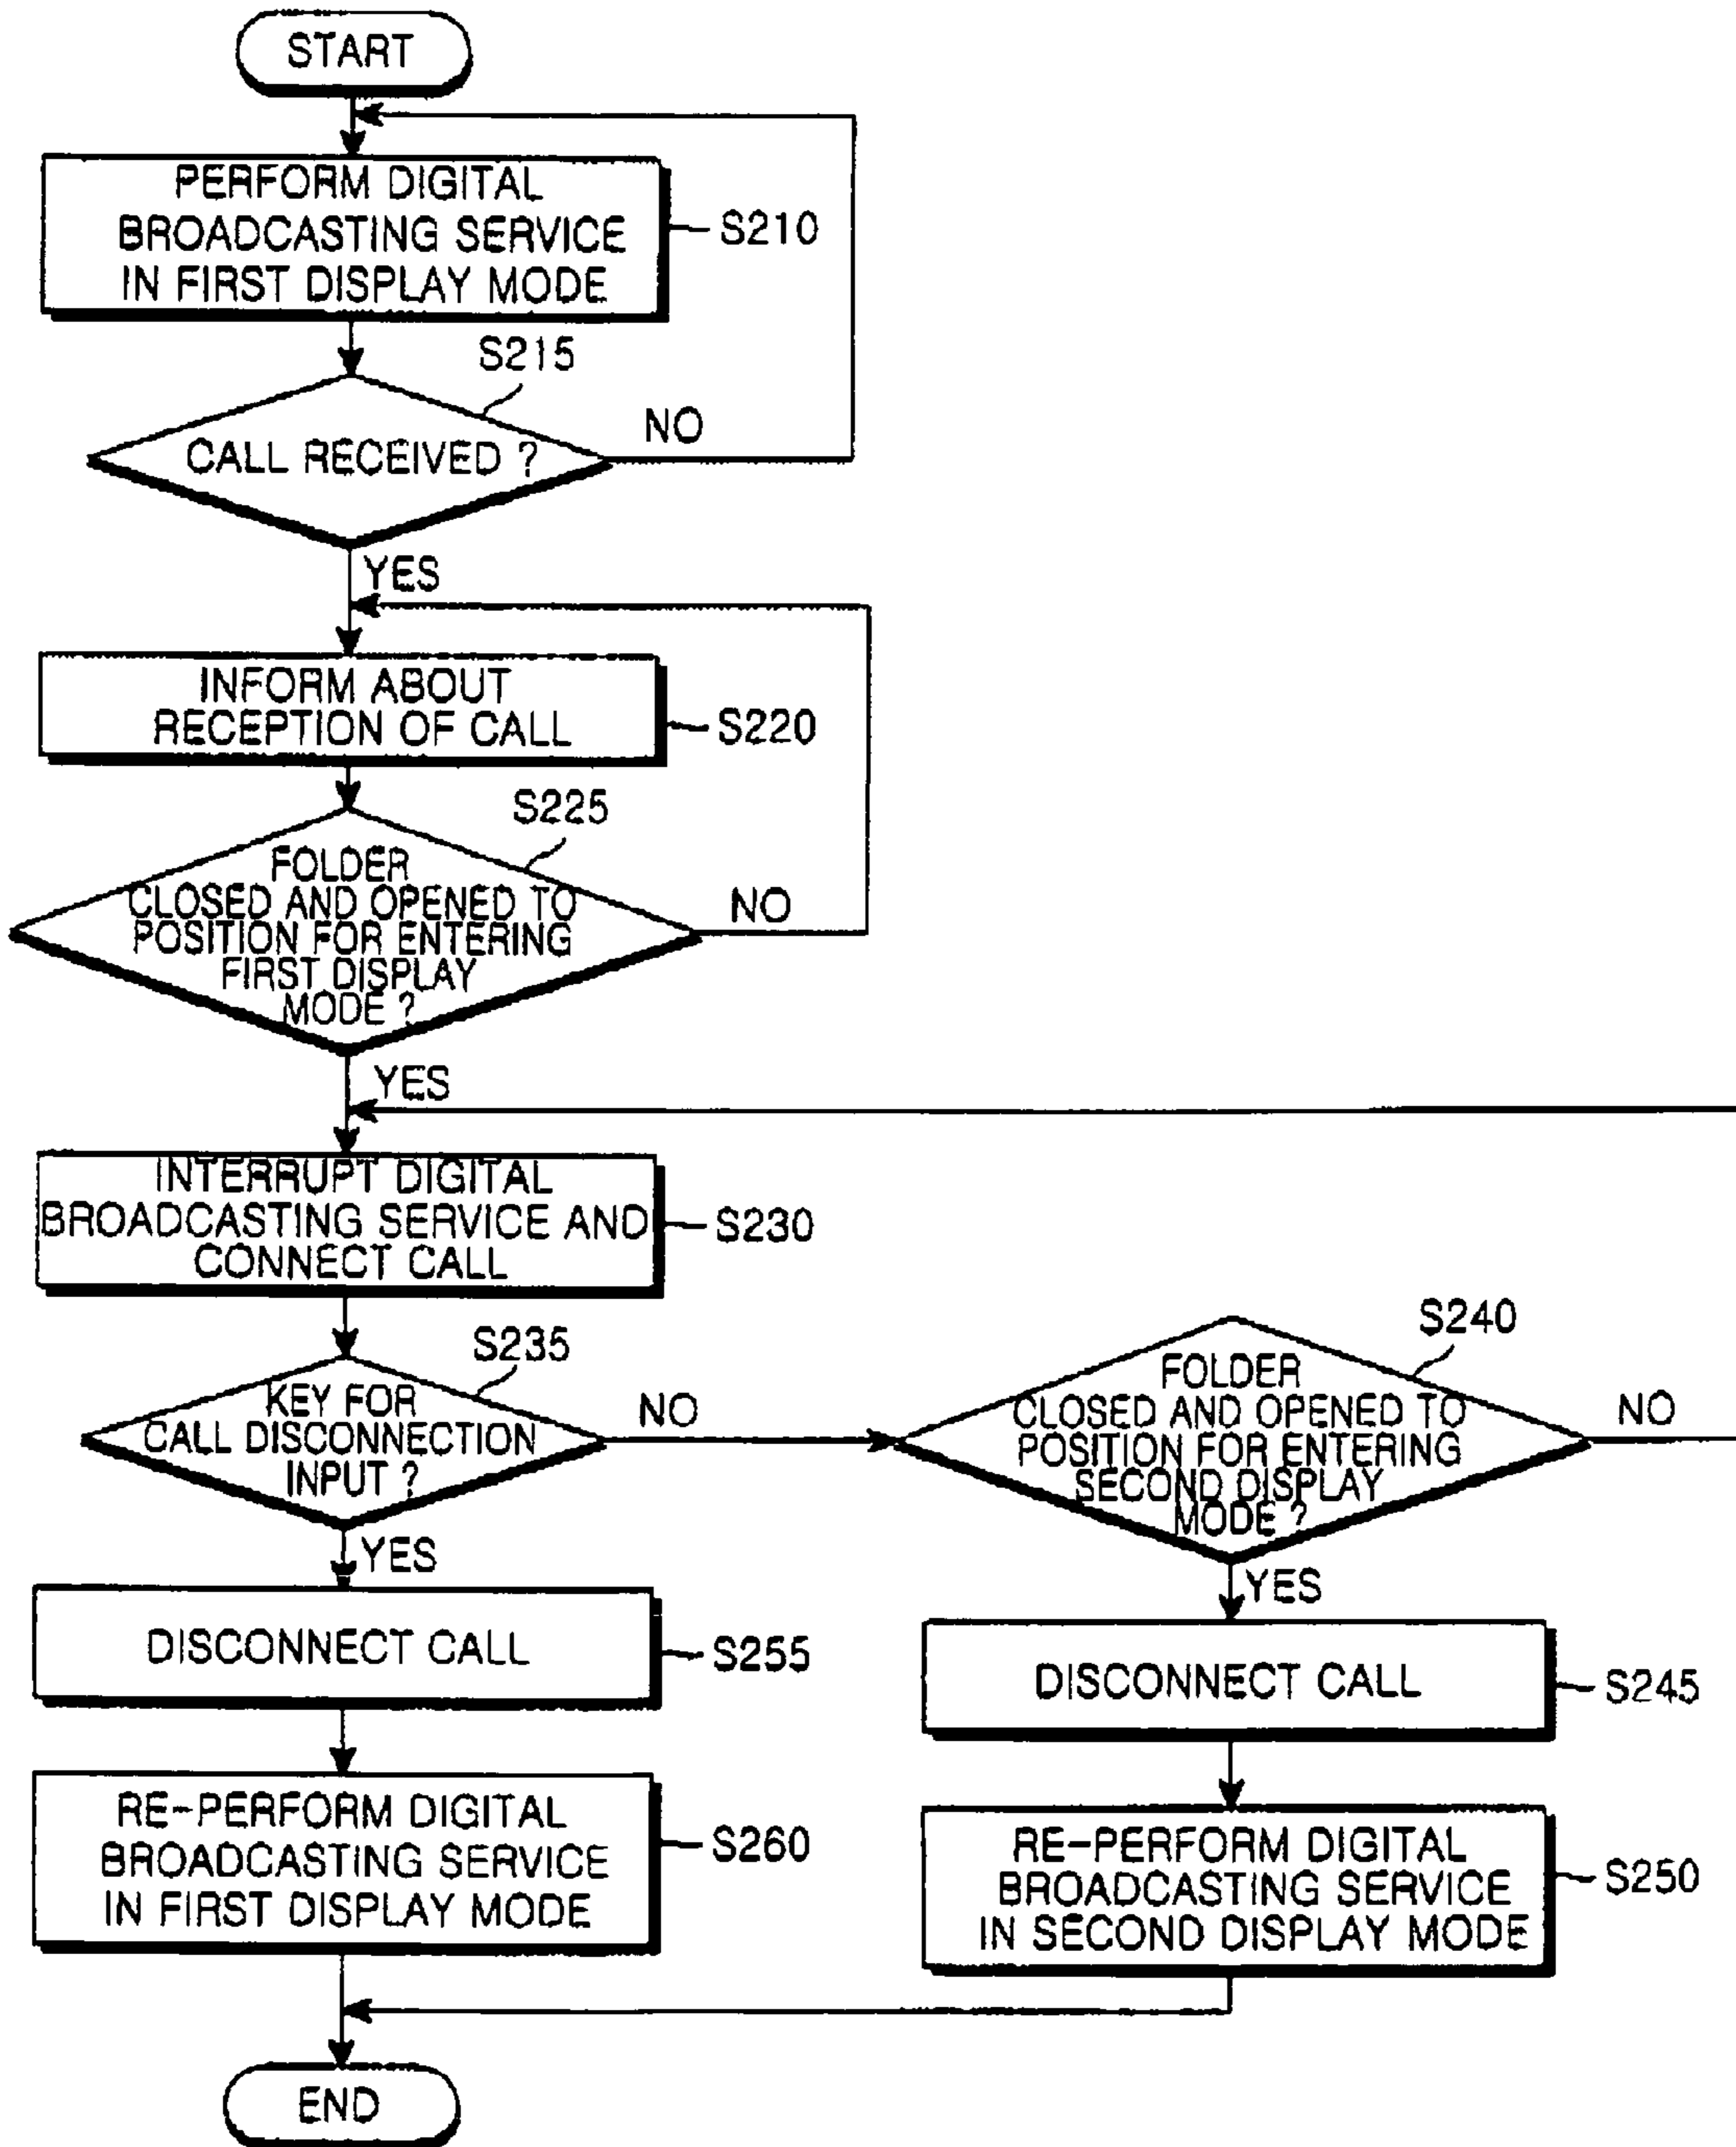 START
PERFORM DIGITAL
BROADCASTING SERVICE
IN FIRST DISPLAY MODE
S210
S215
CALL RECEIVED ?
NO
YES
INFORM ABOUT
RECEPTION OF CALL
S220
S225
FOLDER
CLOSED AND OPENED TO
POSITION FOR ENTERING
FIRST DISPLAY
MODE ?
NO
YES
INTERRUPT DIGITAL
BROADCASTING SERVICE AND
CONNECT CALL
S230
S235
KEY FOR
CALL DISCONNECTION
INPUT ?
NO
S240
FOLDER
CLOSED AND OPENED TO
POSITION FOR ENTERING
SECOND DISPLAY
MODE ?
NO
YES
YES
DISCONNECT CALL
S255
DISCONNECT CALL
S245
RE-PERFORM DIGITAL
BROADCASTING SERVICE
IN FIRST DISPLAY MODE
S260
RE-PERFORM DIGITAL
BROADCASTING SERVICE
IN SECOND DISPLAY MODE
S250
END